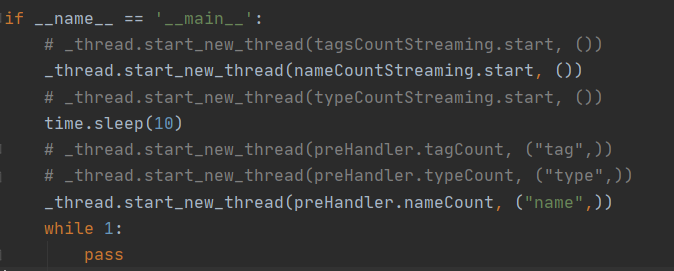 if __name__ == '__main__':
    # _thread.start_new_thread(tagsCountStreaming.start, ())
    _thread.start_new_thread(nameCountStreaming.start, ())
    # _thread.start_new_thread(typeCountStreaming.start, ())
    time.sleep(10)
    # _thread.start_new_thread(preHandler.tagCount, ("tag",))
    # _thread.start_new_thread(preHandler.typeCount, ("type",))
    _thread.start_new_thread(preHandler.nameCount, ("name",))
    while 1:
        pass